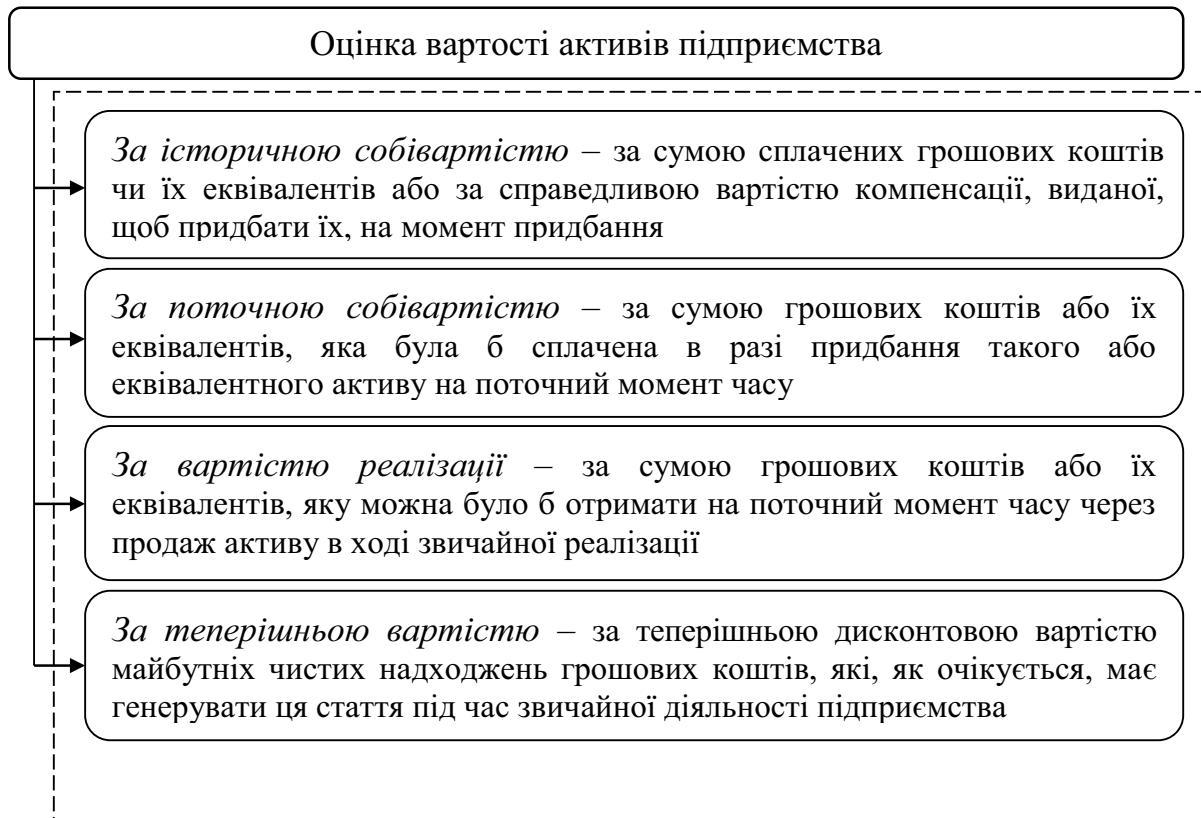 Оцінка вартості активів підприємства
За історичною собівартістю – за сумою сплачених грошових коштів
чи їх еквівалентів або за справедливою вартістю компенсації, виданої,
щоб придбати їх, на момент придбання
За поточною собівартістю – за сумою грошових коштів або їх
еквівалентів, яка була б сплачена в разі придбання такого або
еквівалентного активу на поточний момент часу
За вартістю реалізації – за сумою грошових коштів або їх
еквівалентів, яку можна було б отримати на поточний момент часу через
продаж активу в ході звичайної реалізації
За теперішньою вартістю – за теперішньою дисконтовою вартістю
майбутніх чистих надходжень грошових коштів, які, як очікується, має
генерувати ця стаття під час звичайної діяльності підприємства